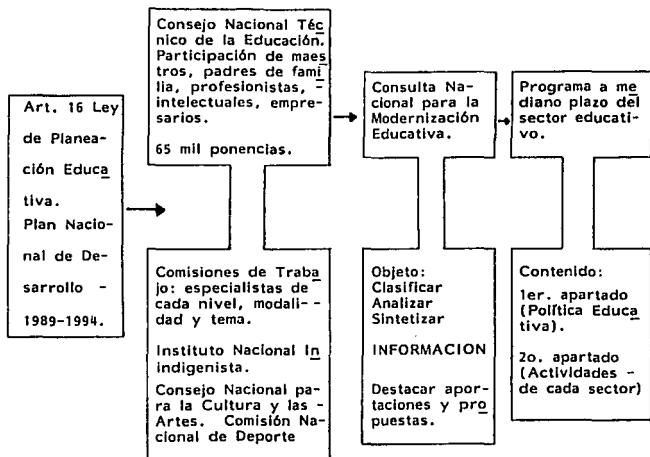 Art. 16 Ley
de Planea-
ción Educa
tiva.
Plan Nacio-
nal de De-
sarrollo -
1989-1994.
Consejo Nacional Téc
nico de la Educación.
Participación de maes
tros, padres de fami
lia, profesionistas, -
intelectuales, empre-
sarios.
65 mil ponencias.
Comisiones de Traba
jo: especialistas de
cada nivel, modali--
dad y tema.
Instituto Nacional In
indigenista.
Consejo Nacional pa-
ra la Cultura y las -
Artes. Comisión Na-
cional de Deporte
Consulta Na-
cional para la
Modernización
Educativa.
Objeto:
Clasificar
Analizar
Sintetizar
INFORMACION
Destacar apor-
taciones y pro
puestas.
Programa a me
diano plazo del
sector educati-
vo.
Contenido:
1er. apartado
(Política Educa
tiva).
2o. apartado
(Actividades -
de cada sector)